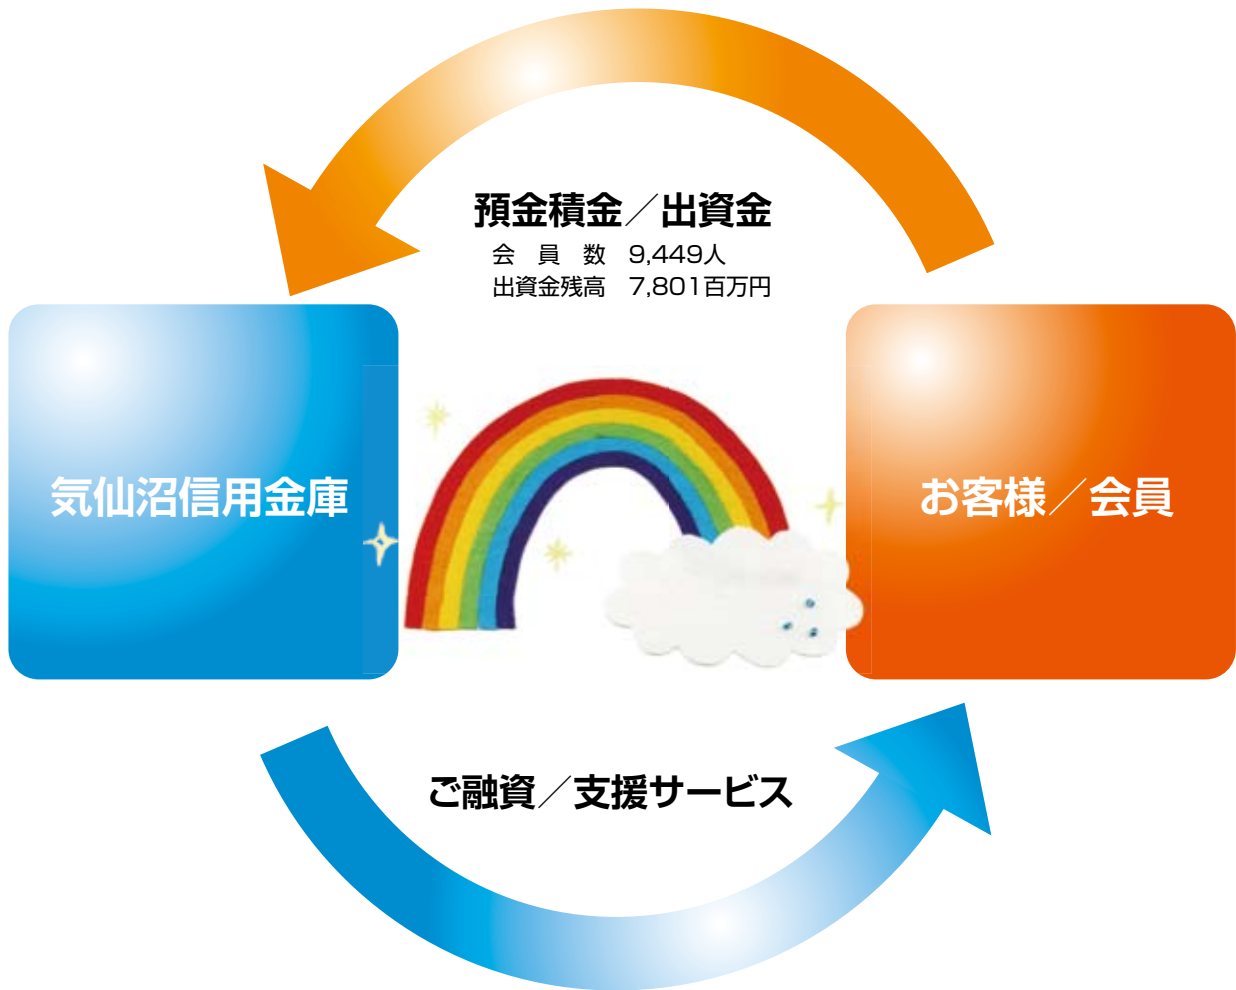 預金積金／出資金
会　員　数　9,449人
出資金残高　7,801百万円
気仙沼信用金庫
お客様／会員
ご融資／支援サービス